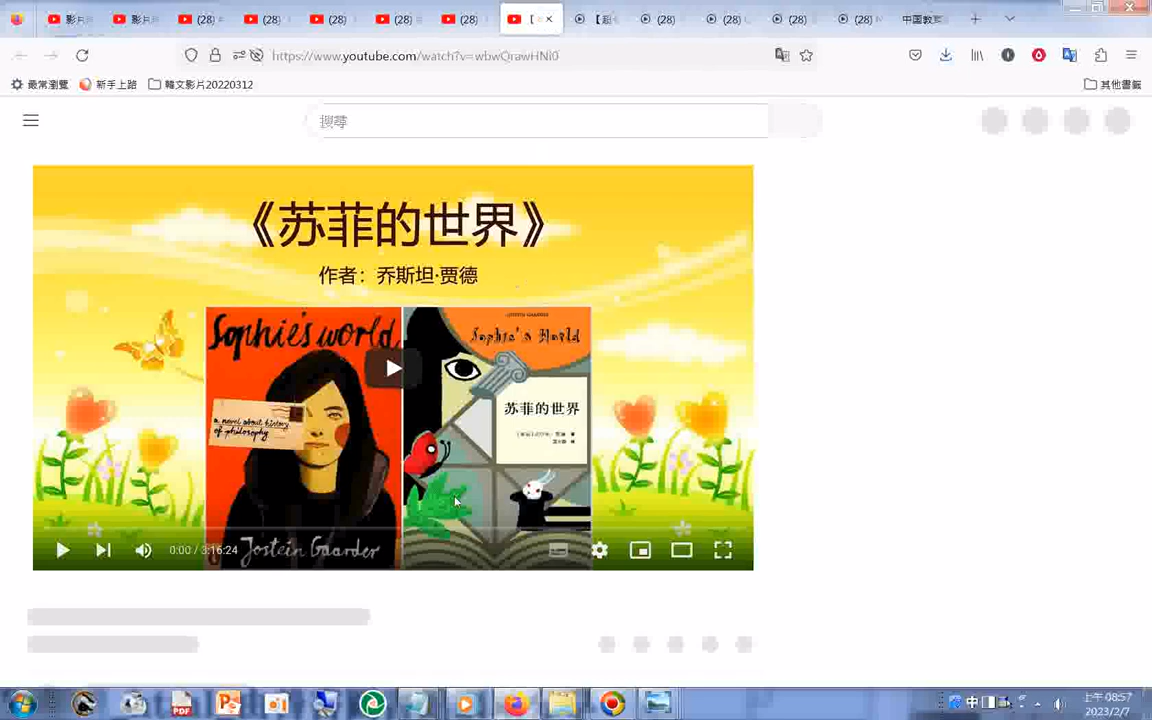 影片
影片
(28)
(28)
(28)
(28)
(28)
(28)
(28)
(28)
(28)
https://www.youtube.com/watch?v=wbwQrawHNi0
最常瀏覽
新手上路
韓文影片20220312
其他書籤
搜尋
《苏菲的世界》
作者：乔斯坦·贾德
Sophie's world
a novel about history
of philosophy
Jostein Gaarder
JOSTEIN GAARDER
Sophie's World
苏菲的世界
0:00 / 3:16:24
PDF
中
上午 08:57
2023/2/7